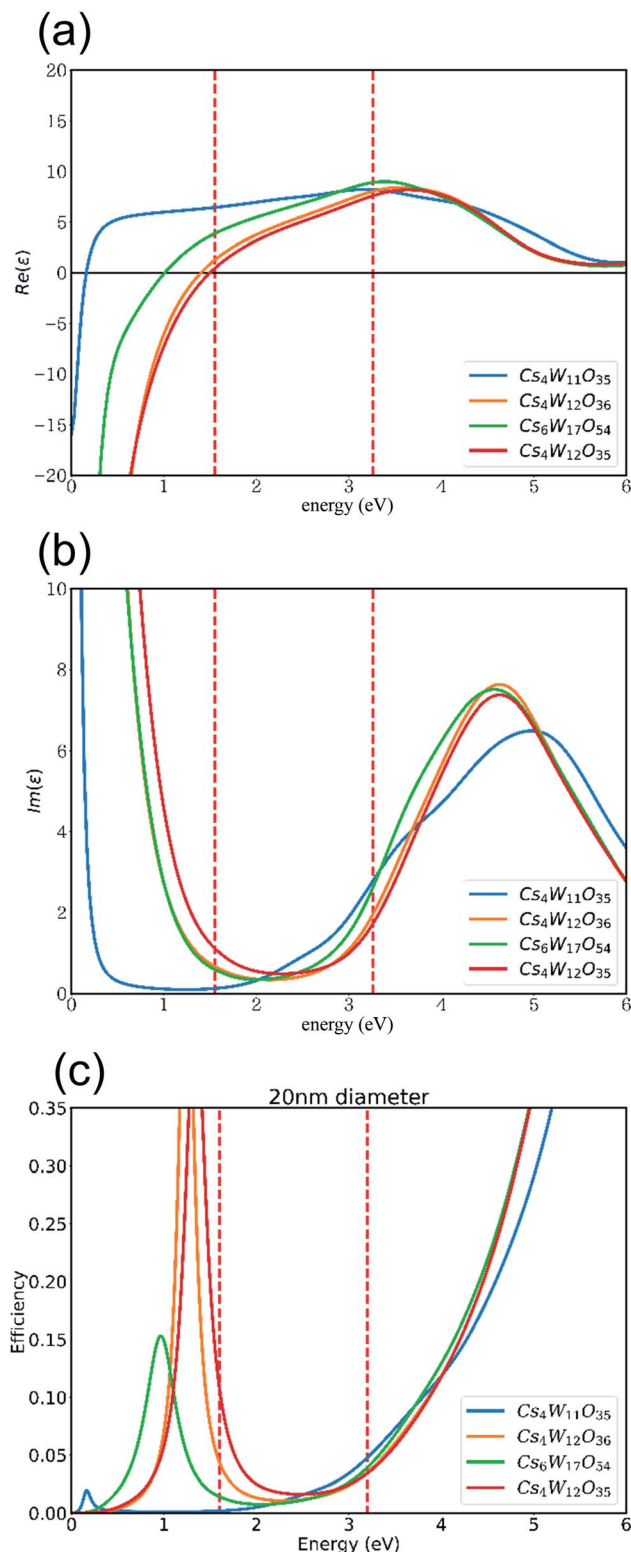 (a)
20
15
10
5
0
−5
−10
−15
−20
Re(ε)
Cs₄W₁₁O₃₅
Cs₄W₁₂O₃₆
Cs₆W₁₇O₅₄
Cs₄W₁₂O₃₅
0 1 2 3 4 5 6
energy (eV)
(b)
10
8
6
4
2
0
Im(ε)
Cs₄W₁₁O₃₅
Cs₄W₁₂O₃₆
Cs₆W₁₇O₅₄
Cs₄W₁₂O₃₅
0 1 2 3 4 5 6
energy (eV)
(c)
20nm diameter
0.35
0.30
0.25
0.20
0.15
0.10
0.05
0.00
Efficiency
Cs₄W₁₁O₃₅
Cs₄W₁₂O₃₆
Cs₆W₁₇O₅₄
Cs₄W₁₂O₃₅
0 1 2 3 4 5 6
Energy (eV)